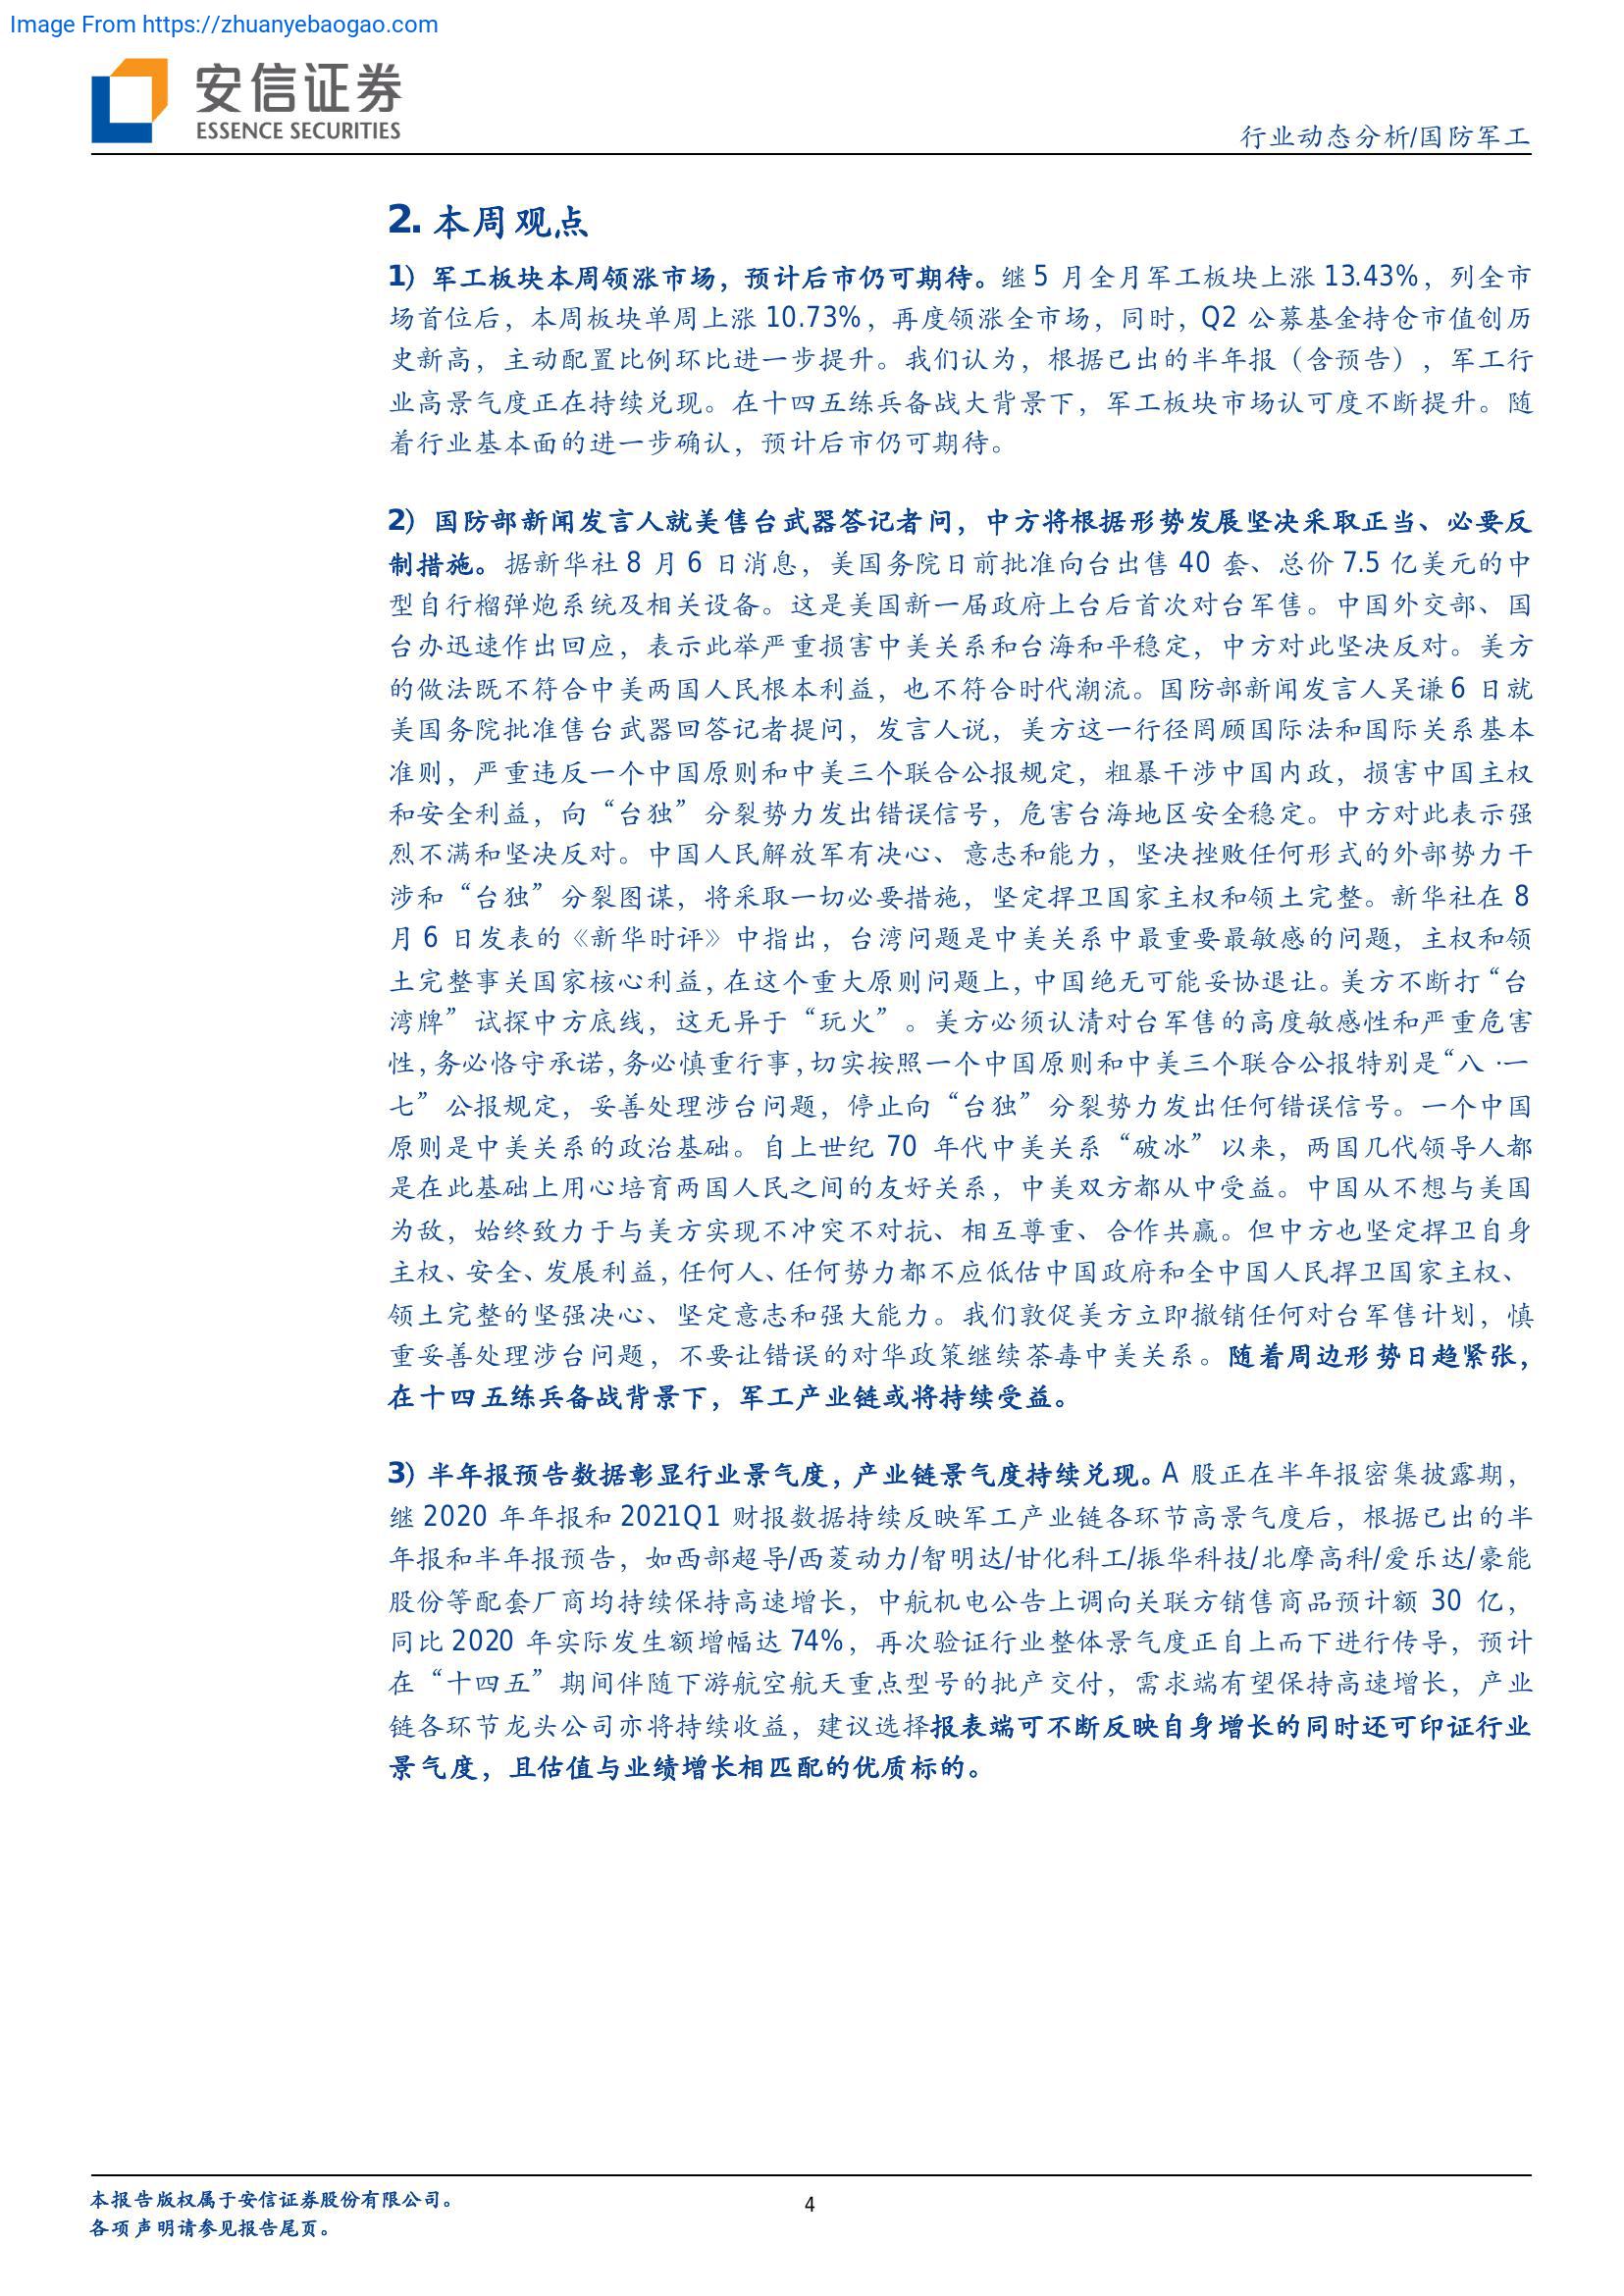 Image From https://zhuanyebaogao.com
安信证券
ESSENCE SECURITIES
行业动态分析/国防军工
2. 本周观点
1）军工板块本周领涨市场，预计后市仍可期待。继 5 月全月军工板块上涨 13.43%，列全市
场首位后，本周板块单周上涨 10.73%，再度领涨全市场，同时，Q2 公募基金持仓市值创历
史新高，主动配置比例环比进一步提升。我们认为，根据已出的半年报（含预告），军工行
业高景气度正在持续兑现。在十四五练兵备战大背景下，军工板块市场认可度不断提升。随
着行业基本面的进一步确认，预计后市仍可期待。
2）国防部新闻发言人就美售台武器答记者问，中方将根据形势发展坚决采取正当、必要反
制措施。据新华社 8 月 6 日消息，美国务院日前批准向台出售 40 套、总价 7.5 亿美元的中
型自行榴弹炮系统及相关设备。这是美国新一届政府上台后首次对台军售。中国外交部、国
台办迅速作出回应，表示此举严重损害中美关系和台海和平稳定，中方对此坚决反对。美方
的做法既不符合中美两国人民根本利益，也不符合时代潮流。国防部新闻发言人吴谦 6 日就
美国务院批准售台武器回答记者提问，发言人说，美方这一行径罔顾国际法和国际关系基本
准则，严重违反一个中国原则和中美三个联合公报规定，粗暴干涉中国内政，损害中国主权
和安全利益，向“台独”分裂势力发出错误信号，危害台海地区安全稳定。中方对此表示强
烈不满和坚决反对。中国人民解放军有决心、意志和能力，坚决挫败任何形式的外部势力干
涉和“台独”分裂图谋，将采取一切必要措施，坚定捍卫国家主权和领土完整。新华社在 8
月 6 日发表的《新华时评》中指出，台湾问题是中美关系中最重要最敏感的问题，主权和领
土完整事关国家核心利益，在这个重大原则问题上，中国绝无可能妥协退让。美方不断打“台
湾牌”试探中方底线，这无异于“玩火”。美方必须认清对台军售的高度敏感性和严重危害
性，务必恪守承诺，务必慎重行事，切实按照一个中国原则和中美三个联合公报特别是“八·一
七”公报规定，妥善处理涉台问题，停止向“台独”分裂势力发出任何错误信号。一个中国
原则是中美关系的政治基础。自上世纪 70 年代中美关系“破冰”以来，两国几代领导人都
是在此基础上用心培育两国人民之间的友好关系，中美双方都从中受益。中国从不想与美国
为敌，始终致力于与美方实现不冲突不对抗、相互尊重、合作共赢。但中方也坚定捍卫自身
主权、安全、发展利益，任何人、任何势力都不应低估中国政府和全中国人民捍卫国家主权、
领土完整的坚强决心、坚定意志和强大能力。我们敦促美方立即撤销任何对台军售计划，慎
重妥善处理涉台问题，不要让错误的对华政策继续荼毒中美关系。随着周边形势日趋紧张，
在十四五练兵备战背景下，军工产业链或将持续受益。
3）半年报预告数据彰显行业景气度，产业链景气度持续兑现。A 股正在半年报密集披露期，
继 2020 年年报和 2021Q1 财报数据持续反映军工产业链各环节高景气度后，根据已出的半
年报和半年报预告，如西部超导/西菱动力/智明达/甘化科工/振华科技/北摩高科/爱乐达/豪能
股份等配套厂商均持续保持高速增长，中航机电公告上调向关联方销售商品预计额 30 亿，
同比 2020 年实际发生额增幅达 74%，再次验证行业整体景气度正自上而下进行传导，预计
在“十四五”期间伴随下游航空航天重点型号的批产交付，需求端有望保持高速增长，产业
链各环节龙头公司亦将持续收益，建议选择报表端可不断反映自身增长的同时还可印证行业
景气度，且估值与业绩增长相匹配的优质标的。
本报告版权属于安信证券股份有限公司。
4
各项声明请参见报告尾页。